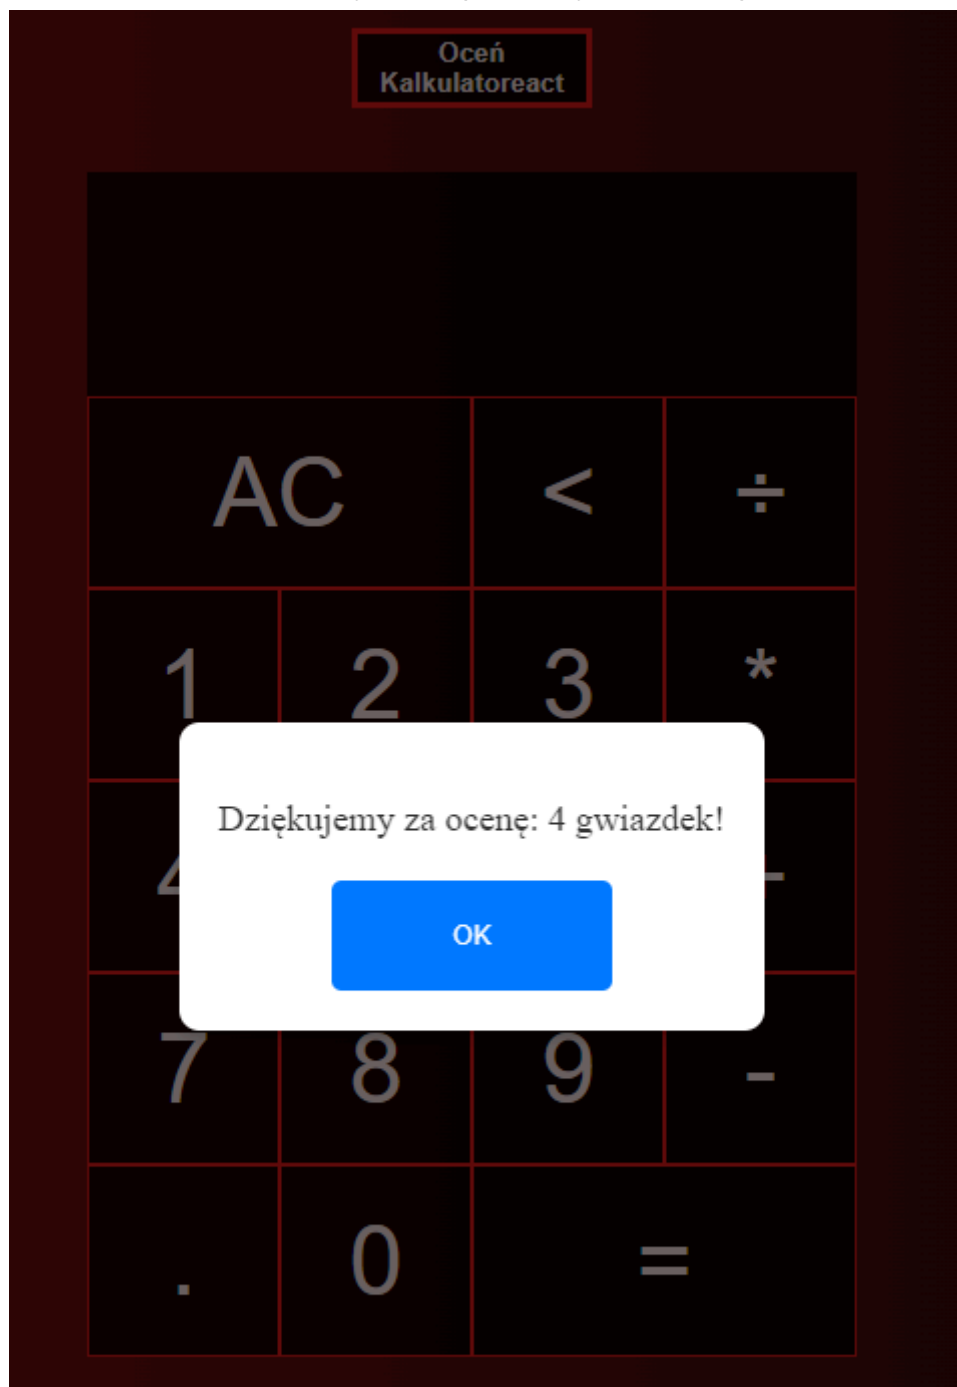 Oceń
Kalkulatoreact
AC < ÷
1 2 3 *
Dziękujemy za ocenę: 4 gwiazdek!
OK
7 8 9 -
. 0 =